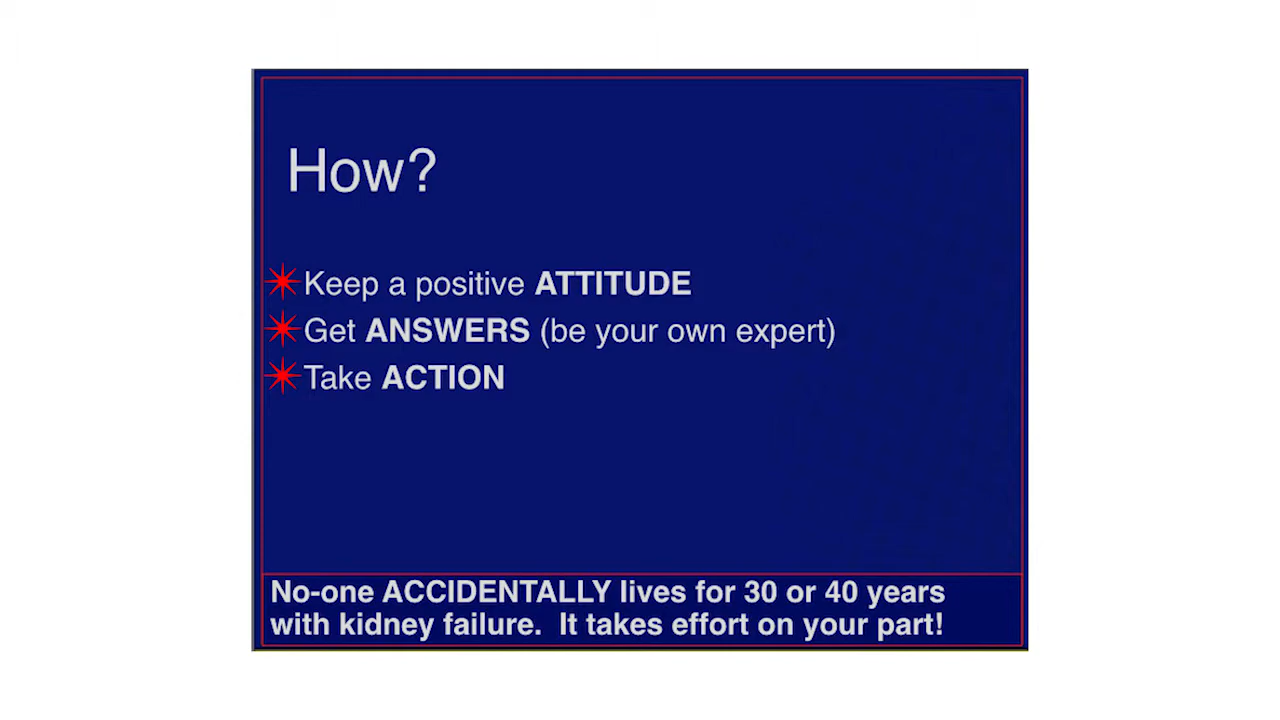 How?
Keep a positive ATTITUDE
Get ANSWERS (be your own expert)
Take ACTION
No-one ACCIDENTALLY lives for 30 or 40 years
with kidney failure.  It takes effort on your part!